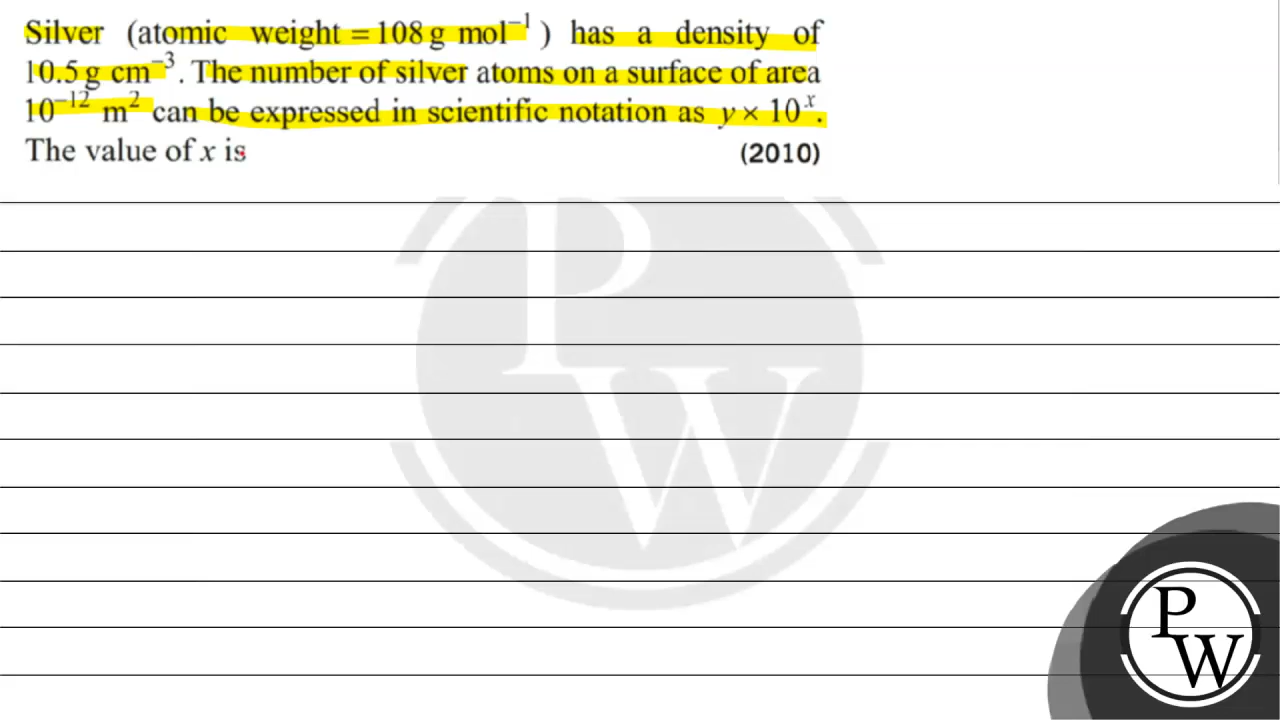 Silver (atomic weight = 108 g mol⁻¹ ) has a density of
10.5 g cm⁻³. The number of silver atoms on a surface of area
10⁻¹² m² can be expressed in scientific notation as y × 10ˣ.
The value of x is (2010)
PW
PW